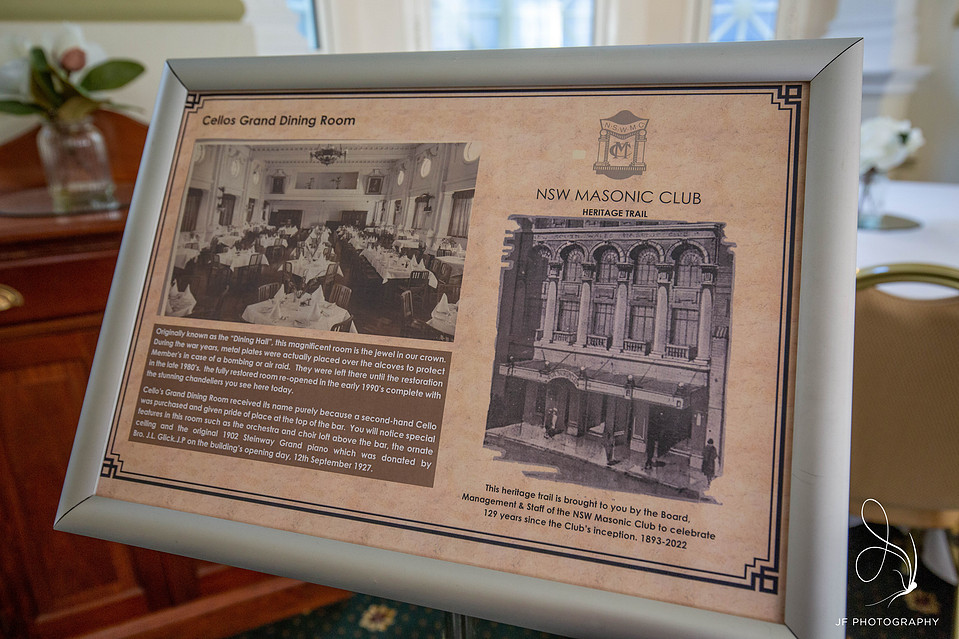 Cellos Grand Dining Room
Originally known as the "Dining Hall", this magnificent room is the jewel in our crown.
During the war years, metal plates were actually placed over the alcoves to protect
Member's in case of a bombing or air raid. They were left there until the restoration
in the late 1980's. the fully restored room re-opened in the early 1990's complete with
the stunning chandeliers you see here today.
Cello's Grand Dining Room received its name purely because a second-hand Cello
was purchased and given pride of place at the top of the bar. You will notice special
features in this room such as the orchestra and choir loft above the bar, the ornale
ceiling and the original 1902 Steinway Grand piano which was donated by
Bro. J.L. Glick.J.P on the building's opening day, 12th September 1927.
N·S·W·M·C
NSW MASONIC CLUB
HERITAGE TRAIL
This heritage trail is brought to you by the Board,
Management & Staff of the NSW Masonic Club to celebrate
129 years since the Club's inception. 1893-2022
JF PHOTOGRAPHY